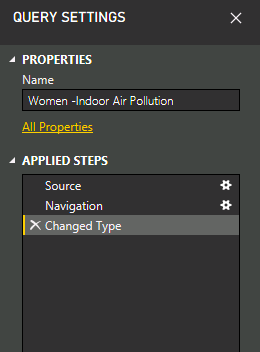 QUERY SETTINGS
PROPERTIES
Name
Women -Indoor Air Pollution
All Properties
APPLIED STEPS
Source
Navigation
Changed Type